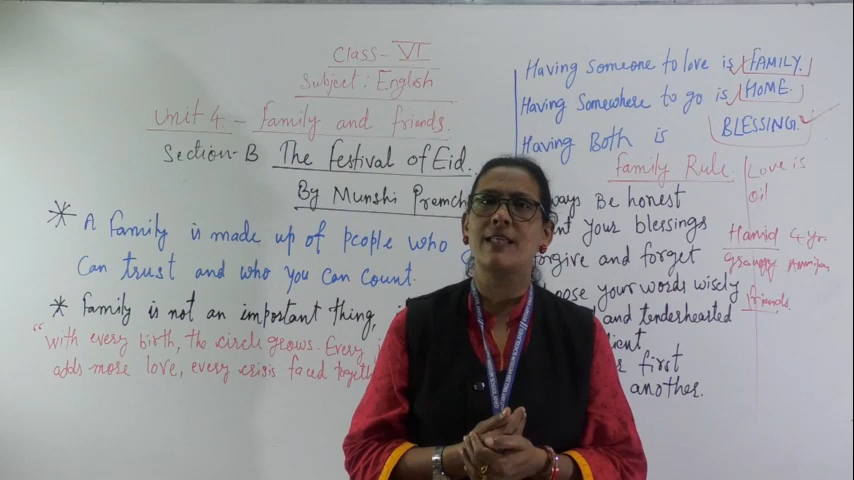 Class - VI
Subject: English
Unit 4 - Family and friends.
Section-B The Festival of Eid.
By Munshi Premch
* A Family is made up of people who
Can trust and who you can count.
* Family is not an important thing,
"With every birth, the circle grows. Every
adds more love, every crisis faced togeth
Having Someone to love is FAMILY.
Having Somewhere to go is HOME.
Having Both is BLESSING.
Family Rule.
ways Be honest
nt your blessings
orgive and forget
oose your words wisely
and tenderhearted
ient
first
another.
Love is
oil
Hamid 4 yr.
Granny
friends